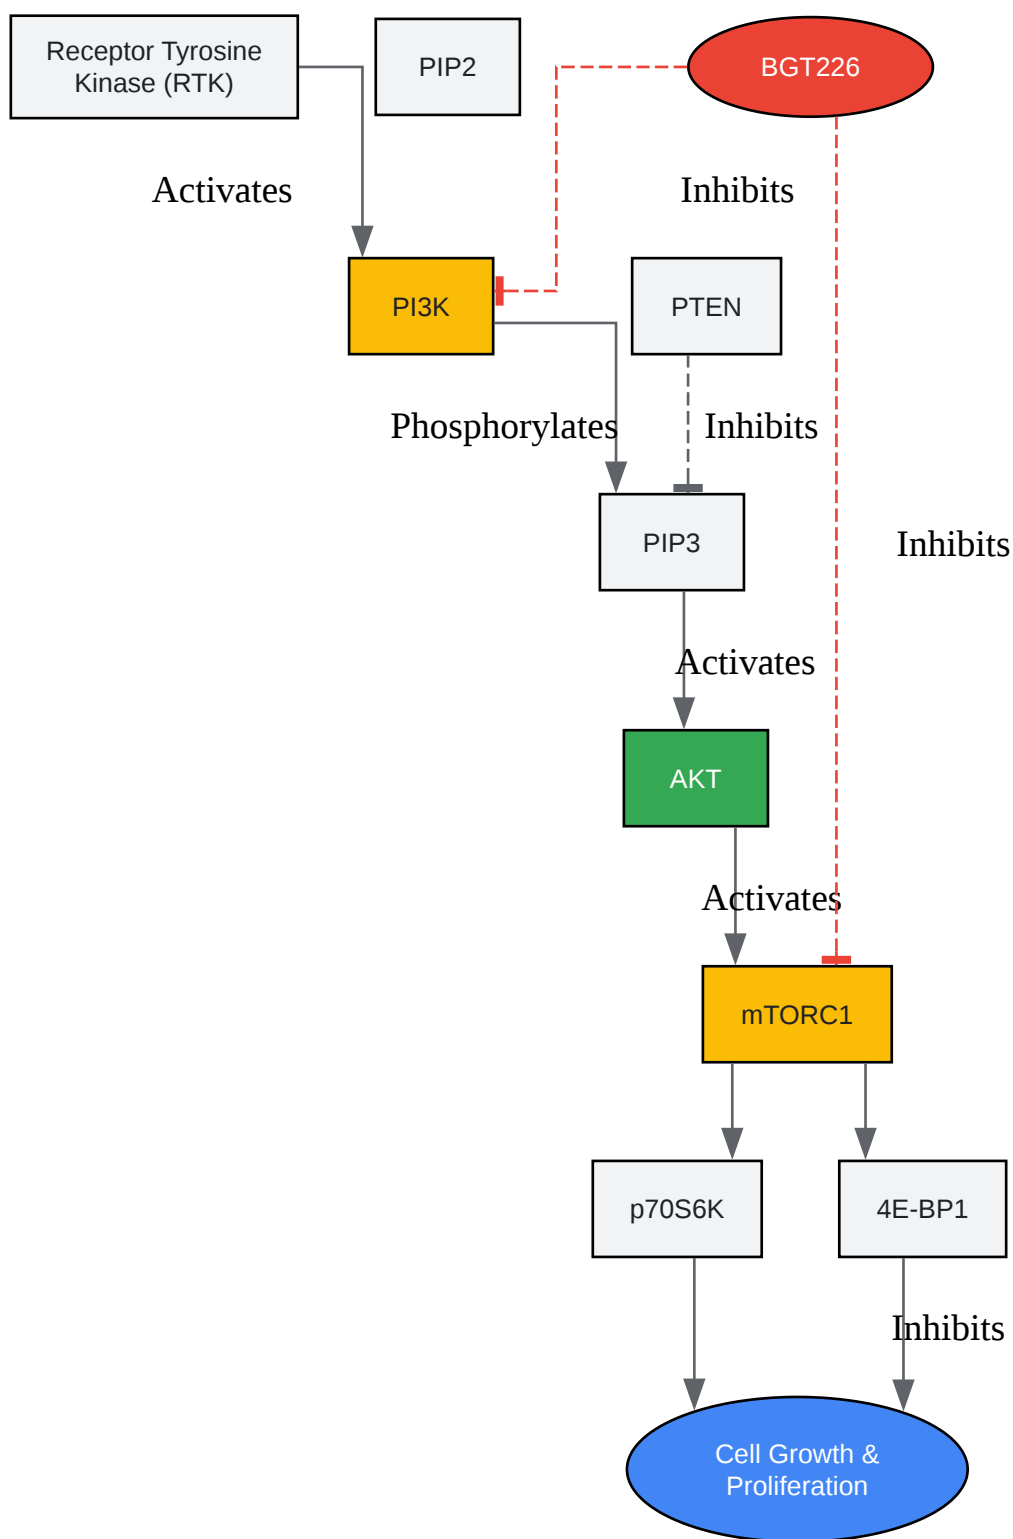 Receptor Tyrosine
Kinase (RTK)
PIP2
BGT226
Activates
Inhibits
PI3K
PTEN
Phosphorylates
Inhibits
PIP3
Inhibits
Activates
AKT
Activates
mTORC1
p70S6K
4E-BP1
Inhibits
Cell Growth &
Proliferation